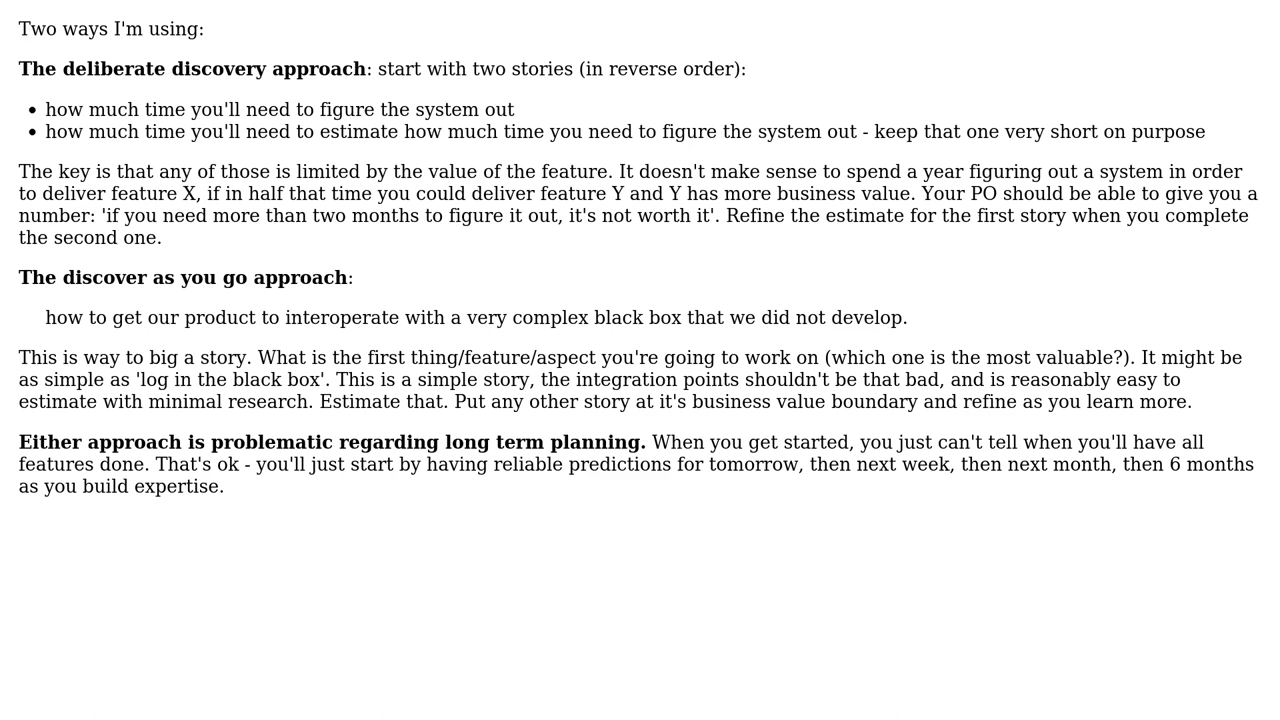 Two ways I'm using:
The deliberate discovery approach: start with two stories (in reverse order):
• how much time you'll need to figure the system out
• how much time you'll need to estimate how much time you need to figure the system out - keep that one very short on purpose
The key is that any of those is limited by the value of the feature. It doesn't make sense to spend a year figuring out a system in order
to deliver feature X, if in half that time you could deliver feature Y and Y has more business value. Your PO should be able to give you a
number: 'if you need more than two months to figure it out, it's not worth it'. Refine the estimate for the first story when you complete
the second one.
The discover as you go approach:
how to get our product to interoperate with a very complex black box that we did not develop.
This is way to big a story. What is the first thing/feature/aspect you're going to work on (which one is the most valuable?). It might be
as simple as 'log in the black box'. This is a simple story, the integration points shouldn't be that bad, and is reasonably easy to
estimate with minimal research. Estimate that. Put any other story at it's business value boundary and refine as you learn more.
Either approach is problematic regarding long term planning. When you get started, you just can't tell when you'll have all
features done. That's ok - you'll just start by having reliable predictions for tomorrow, then next week, then next month, then 6 months
as you build expertise.